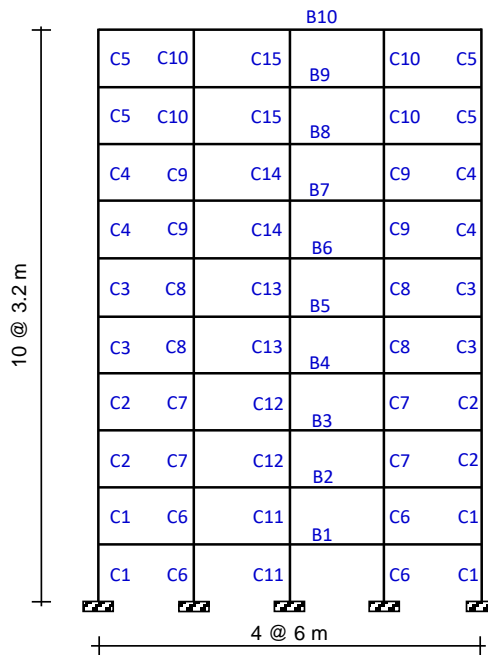 B10
C5 C10 C15 C10 C5
B9
C5 C10 C15 C10 C5
B8
C4 C9 C14 C9 C4
B7
C4 C9 C14 C9 C4
B6
C3 C8 C13 C8 C3
B5
C3 C8 C13 C8 C3
B4
C2 C7 C12 C7 C2
B3
C2 C7 C12 C7 C2
B2
C1 C6 C11 C6 C1
B1
C1 C6 C11 C6 C1
10 @ 3.2 m
4 @ 6 m